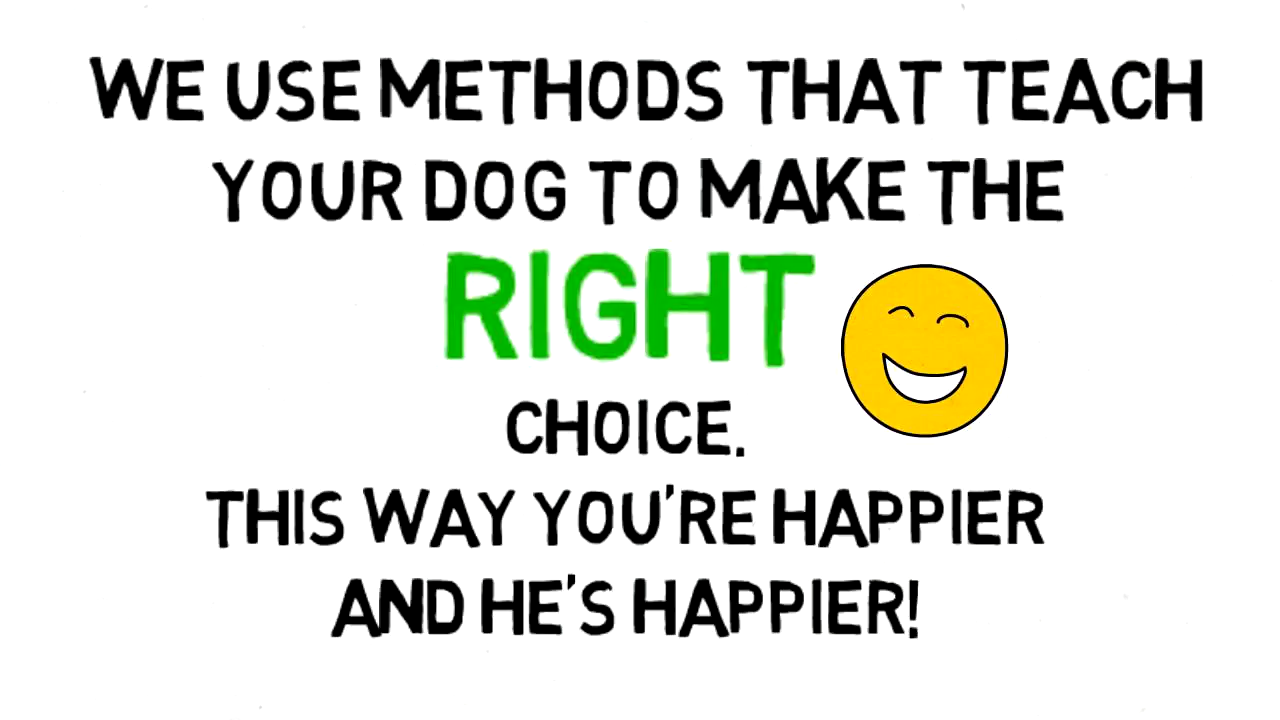 WE USE METHODS THAT TEACH
YOUR DOG TO MAKE THE
RIGHT
CHOICE.
THIS WAY YOU'RE HAPPIER
AND HE'S HAPPIER!